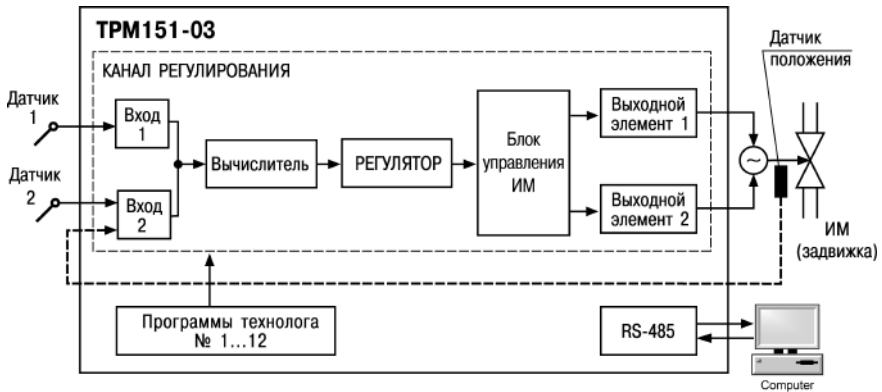 ТРМ151-03
КАНАЛ РЕГУЛИРОВАНИЯ
Датчик
1
Датчик
2
Вход
1
Вход
2
Вычислитель
РЕГУЛЯТОР
Блок
управления
ИМ
Выходной
элемент 1
Выходной
элемент 2
Датчик
положения
~
ИМ
(задвижка)
Программы технолога
№ 1...12
RS-485
Computer